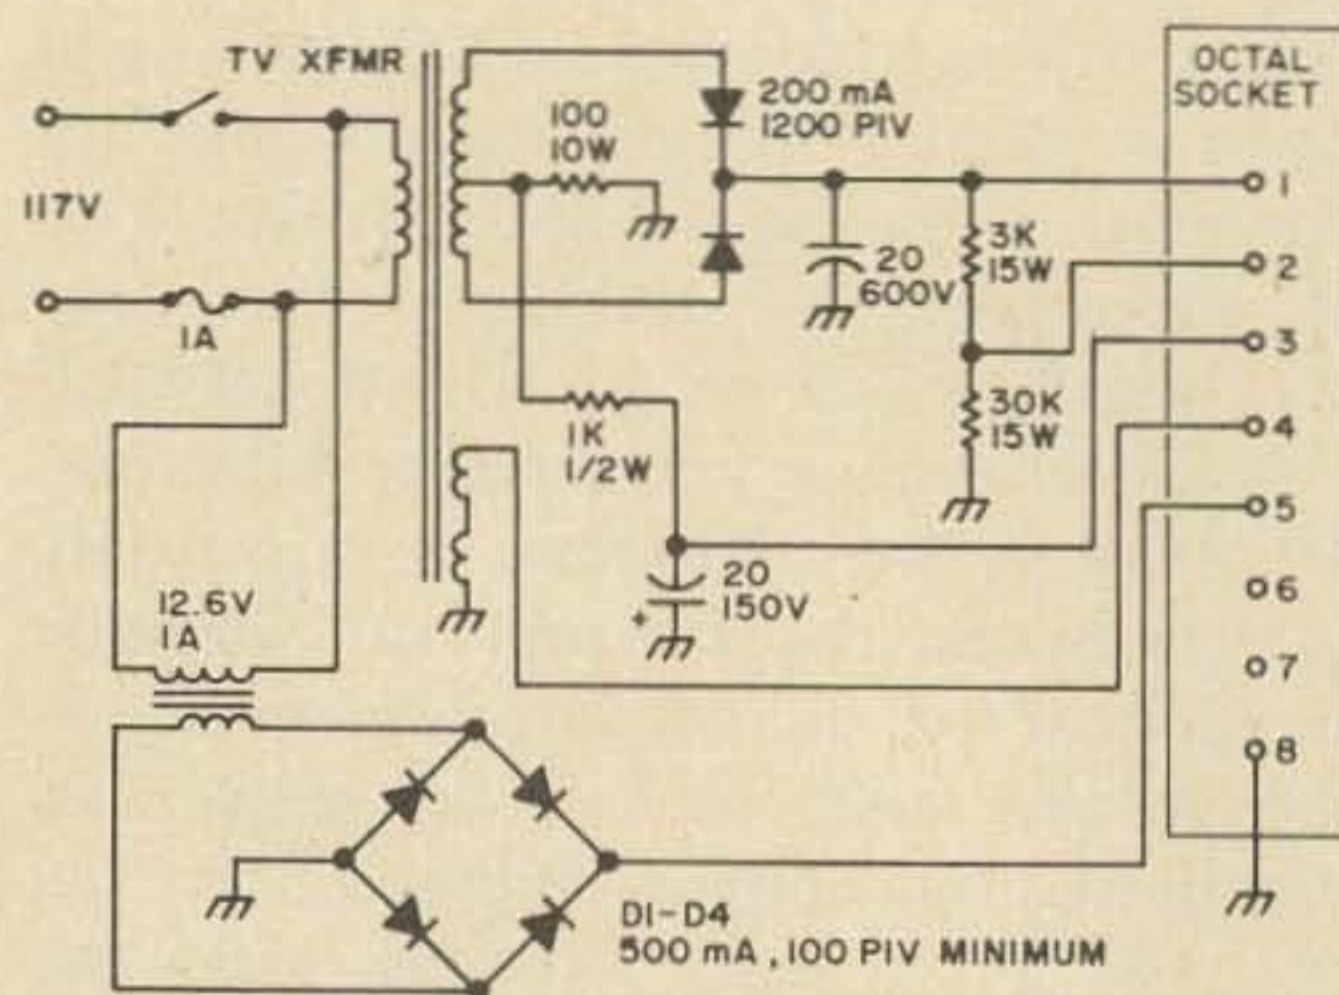 TV XFMR
117V
1A
100
10W
200 mA
1200 PIV
20
600V
3K
15W
30K
15W
1K
1/2W
20
150V
+
12.6V
1A
D1-D4
500 mA, 100 PIV MINIMUM
OCTAL
SOCKET
1
2
3
4
5
6
7
8